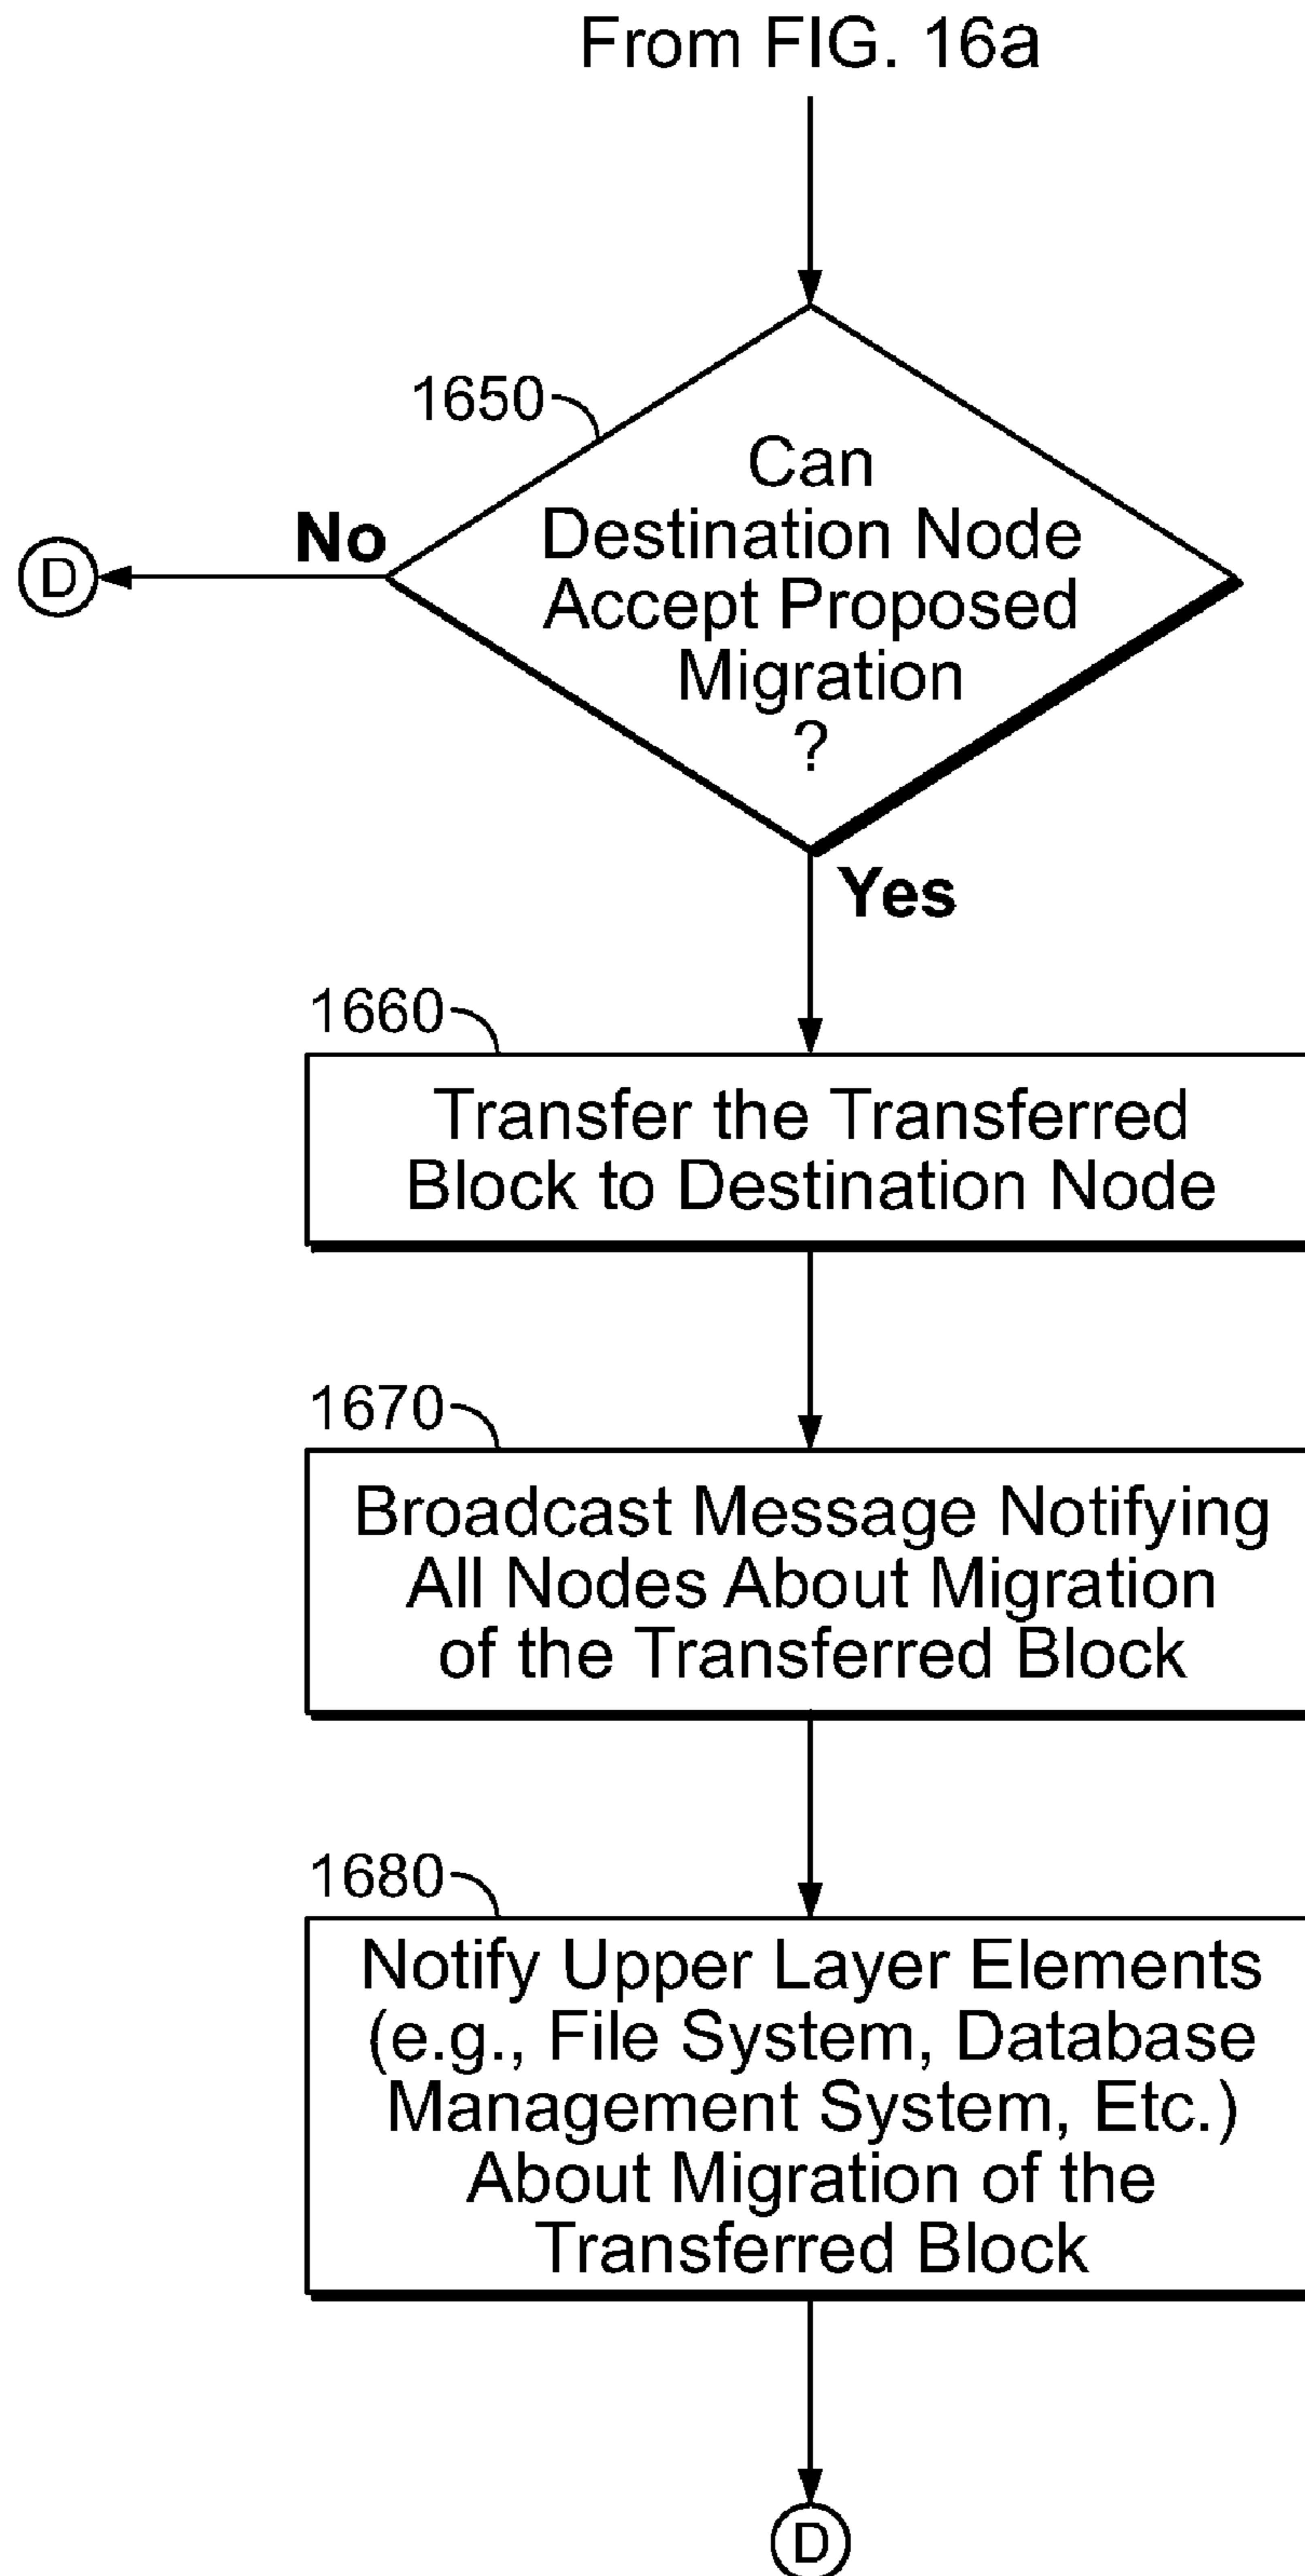 From FIG. 16a
1650
Can
Destination Node
Accept Proposed
Migration
?
No
D
Yes
1660
Transfer the Transferred
Block to Destination Node
1670
Broadcast Message Notifying
All Nodes About Migration
of the Transferred Block
1680
Notify Upper Layer Elements
(e.g., File System, Database
Management System, Etc.)
About Migration of the
Transferred Block
D